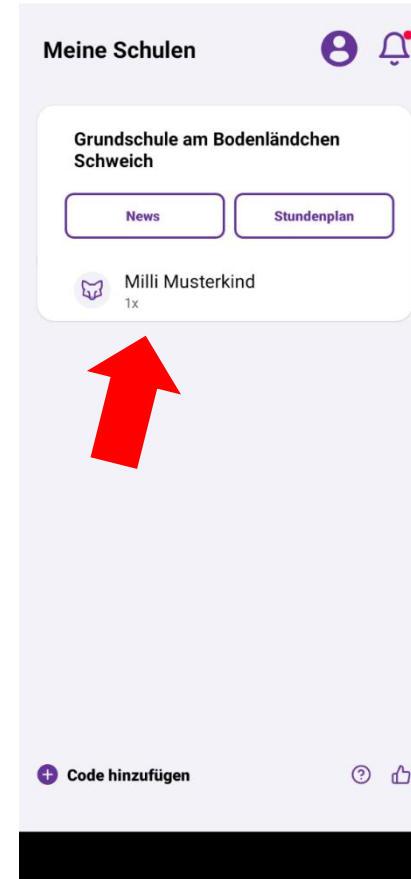 Meine Schulen
Grundschule am Bodenländchen
Schweich
News
Stundenplan
Milli Musterkind
1x
Code hinzufügen